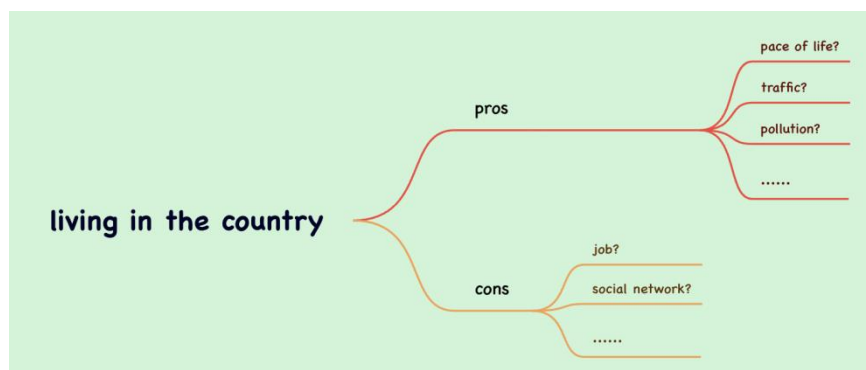 living in the country
pros
pace of life?
traffic?
pollution?
......
cons
job?
social network?
......